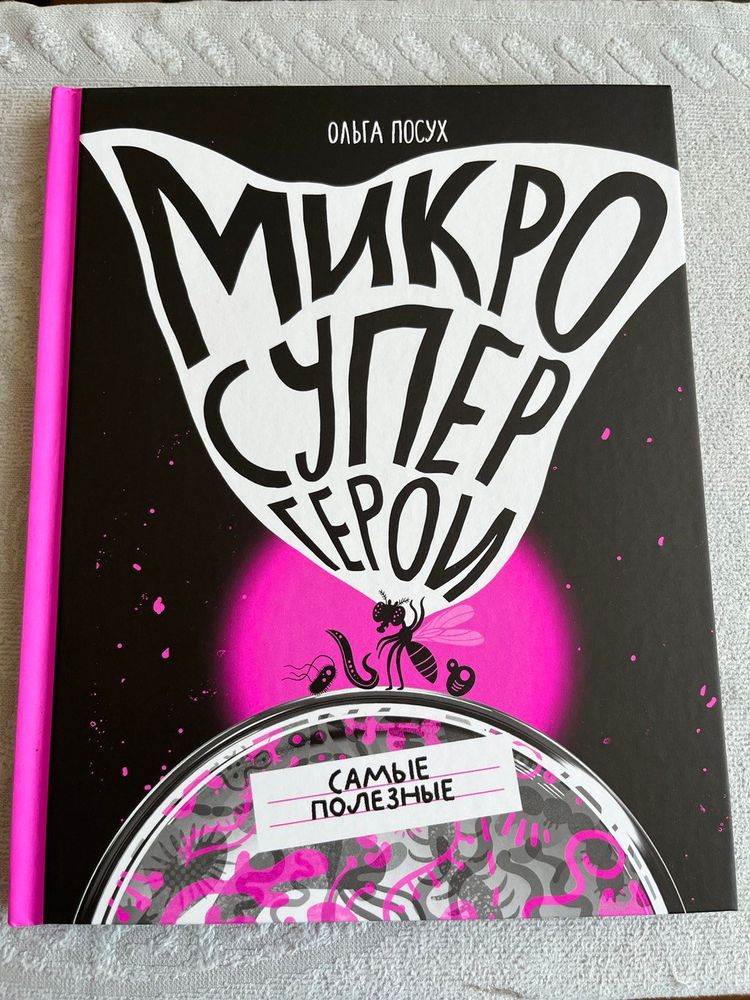 ОЛЬГА ПОСУХ
МИКРО
СУПЕР
ГЕРОИ
САМЫЕ
ПОЛЕЗНЫЕ